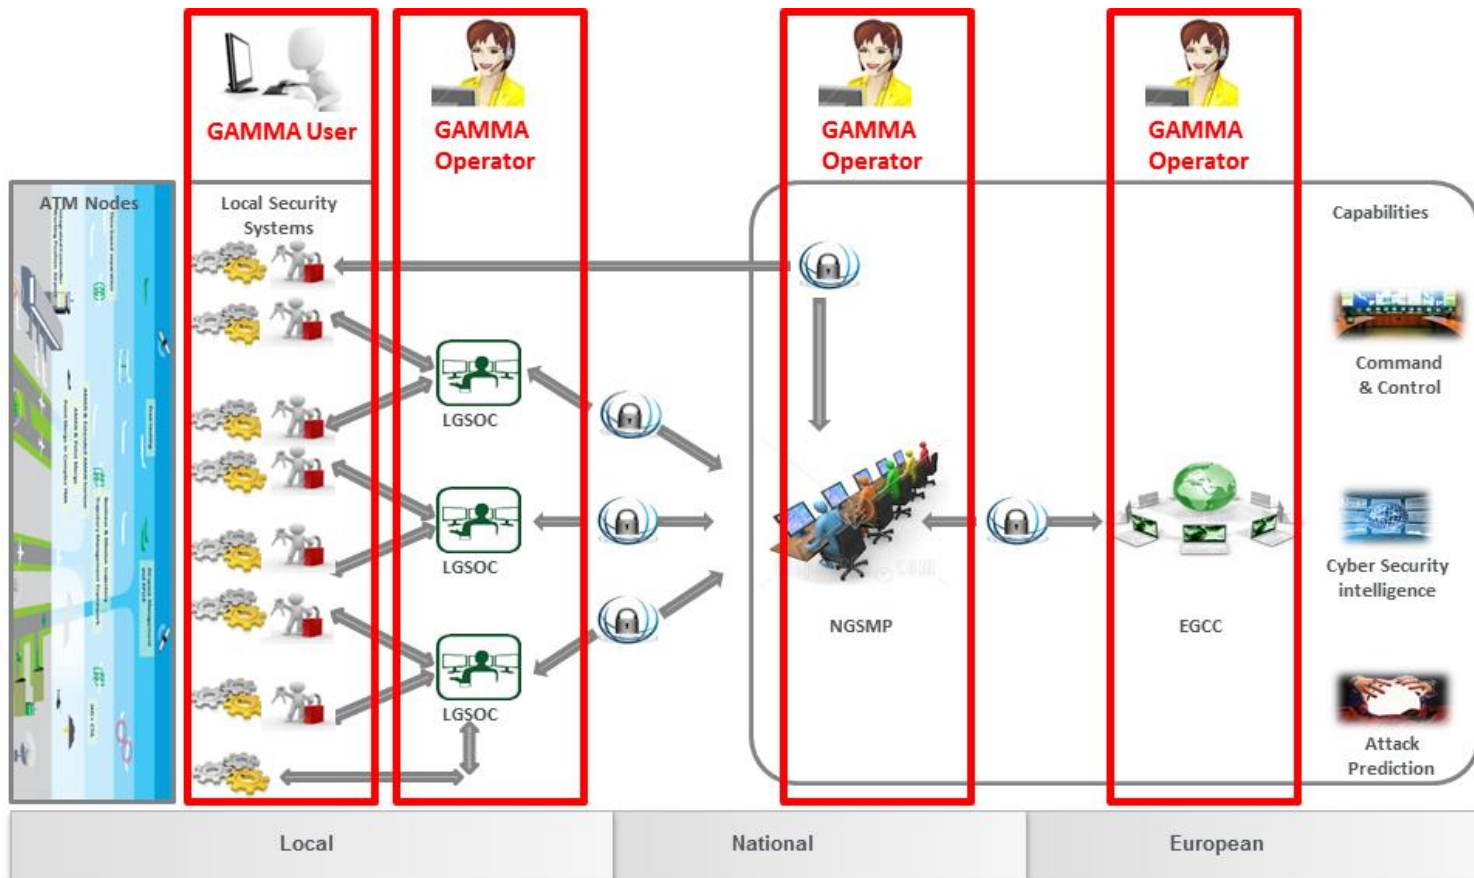 GAMMA User
GAMMA
Operator
GAMMA
Operator
GAMMA
Operator
ATM Nodes
Local Security
Systems
Capabilities
LGSOC
Command
& Control
LGSOC
Cyber Security
intelligence
NGSMP
EGCC
LGSOC
Attack
Prediction
Local
National
European